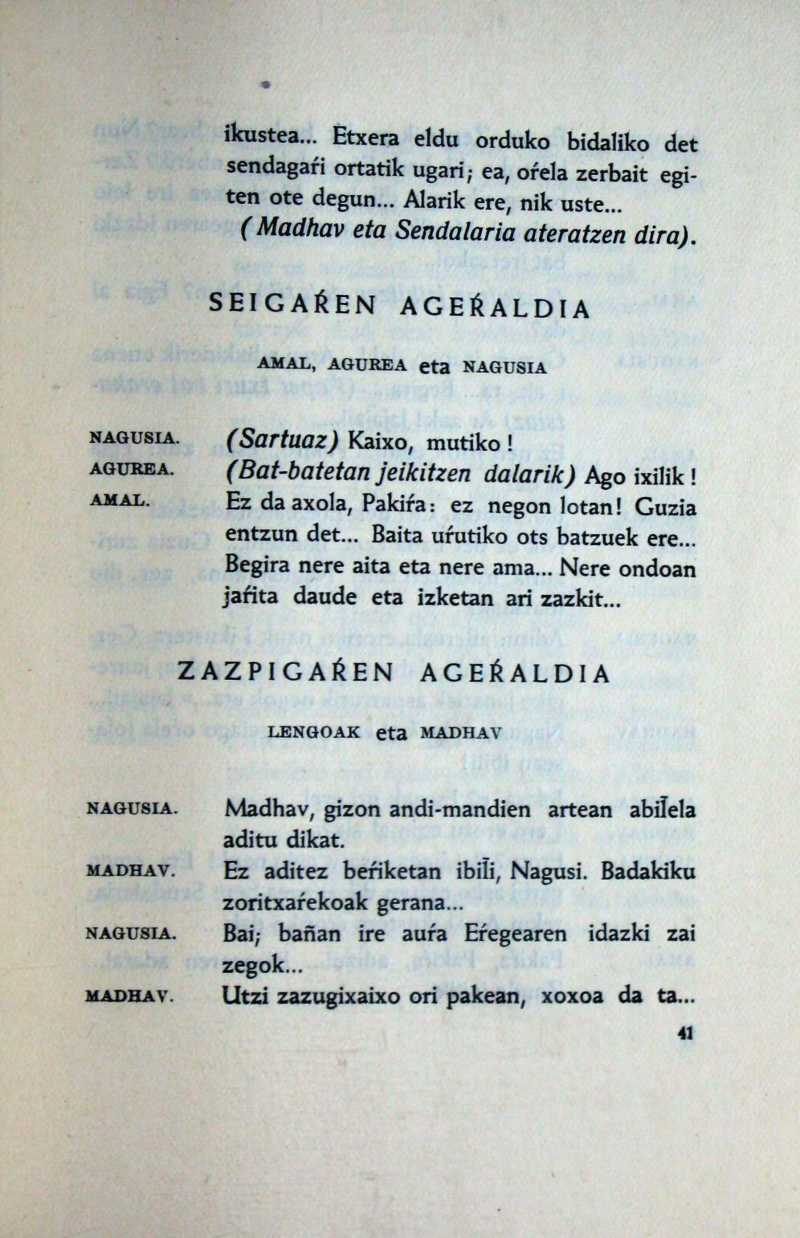 ikustea... Etxera eldu orduko bidaliko det
sendagaŕi ortatik ugari; ea, oŕela zerbait egi-
ten ote degun... Alarik ere, nik uste...
(Madhav eta Sendalaria ateratzen dira).
SEIGAŔEN AGEŔALDIA
AMAL, AGUREA eta NAGUSIA
NAGUSIA. (Sartuaz) Kaixo, mutiko !
AGUREA. (Bat-batetan jeikitzen dalarik) Ago ixilik !
AMAL. Ez da axola, Pakiŕa: ez negon lotan! Guzia
entzun det... Baita uŕutiko ots batzuek ere...
Begira nere aita eta nere ama... Nere ondoan
jaŕita daude eta izketan ari zazkit...
ZAZPIGAŔEN AGEŔALDIA
LENGOAK eta MADHAV
NAGUSIA. Madhav, gizon andi-mandien artean abiĺela
aditu dikat.
MADHAV. Ez aditez beŕiketan ibiĺi, Nagusi. Badakiku
zoritxaŕekoak gerana...
NAGUSIA. Bai; bañan ire auŕa Eŕegearen idazki zai
zegok...
MADHAV. Utzi zazugixaixo ori pakean, xoxoa da ta...
41